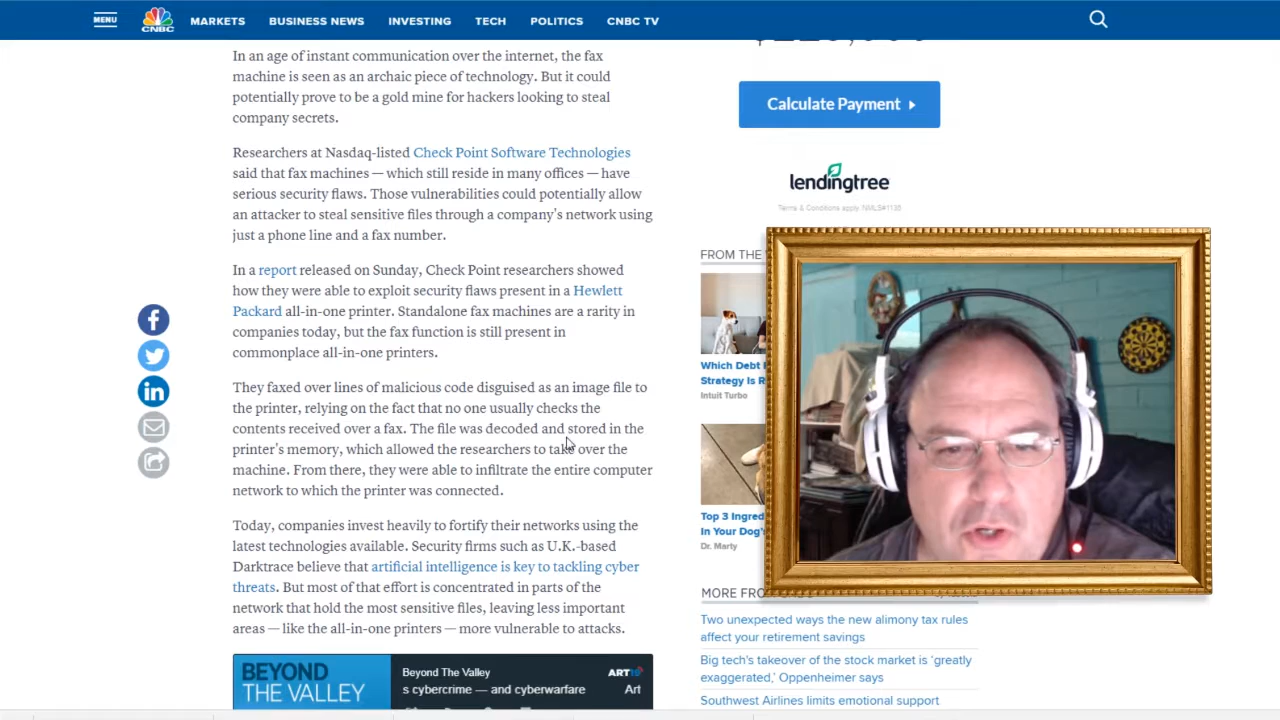 MENU
CNBC
MARKETS
BUSINESS NEWS
INVESTING
TECH
POLITICS
CNBC TV
In an age of instant communication over the internet, the fax
machine is seen as an archaic piece of technology. But it could
potentially prove to be a gold mine for hackers looking to steal
company secrets.
Researchers at Nasdaq-listed Check Point Software Technologies
said that fax machines — which still reside in many offices — have
serious security flaws. Those vulnerabilities could potentially allow
an attacker to steal sensitive files through a company's network using
just a phone line and a fax number.
In a report released on Sunday, Check Point researchers showed
how they were able to exploit security flaws present in a Hewlett
Packard all-in-one printer. Standalone fax machines are a rarity in
companies today, but the fax function is still present in
commonplace all-in-one printers.
They faxed over lines of malicious code disguised as an image file to
the printer, relying on the fact that no one usually checks the
contents received over a fax. The file was decoded and stored in the
printer's memory, which allowed the researchers to take over the
machine. From there, they were able to infiltrate the entire computer
network to which the printer was connected.
Today, companies invest heavily to fortify their networks using the
latest technologies available. Security firms such as U.K.-based
Darktrace believe that artificial intelligence is key to tackling cyber
threats. But most of that effort is concentrated in parts of the
network that hold the most sensitive files, leaving less important
areas — like the all-in-one printers — more vulnerable to attacks.
BEYOND
THE VALLEY
Beyond The Valley
s cybercrime — and cyberwarfare
ART19
Art
Calculate Payment
lendingtree
Terms & Conditions apply. NMLS#1136
FROM THE
Which Debt
Strategy Is R
Intuit Turbo
Top 3 Ingred
In Your Dog's
Dr. Marty
MORE FRO
Two unexpected ways the new alimony tax rules
affect your retirement savings
Big tech's takeover of the stock market is 'greatly
exaggerated,' Oppenheimer says
Southwest Airlines limits emotional support